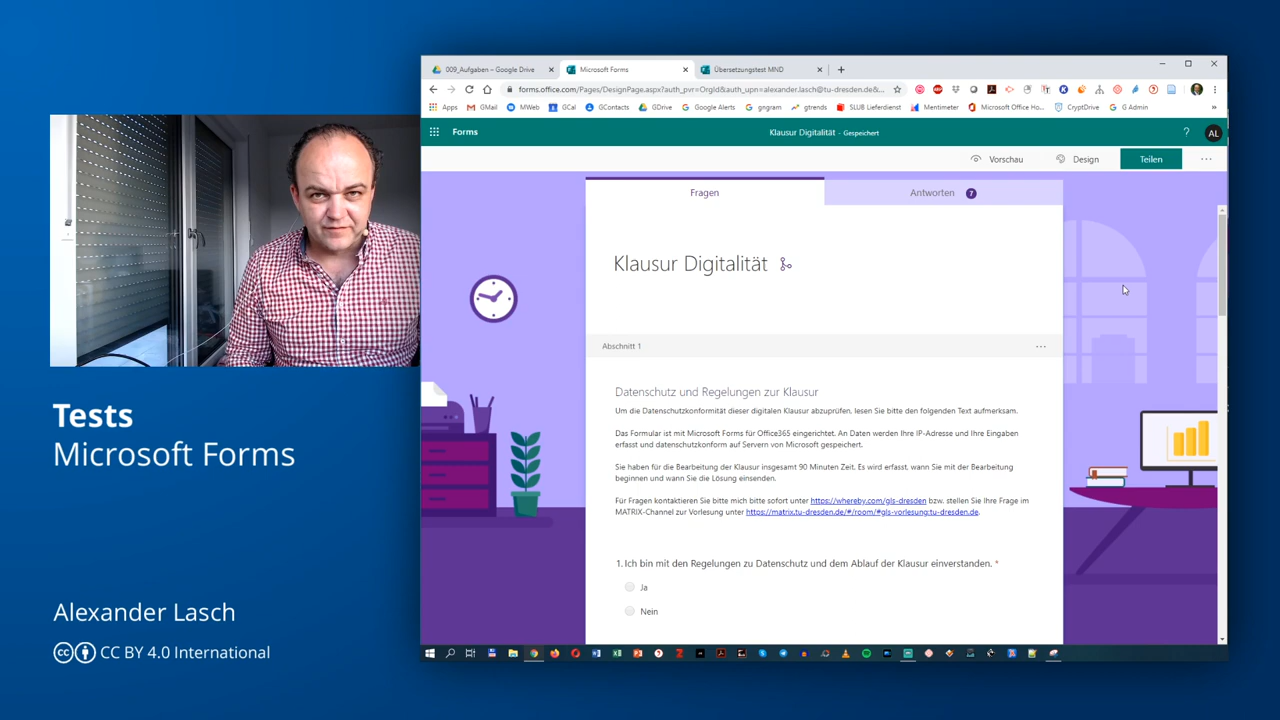 Tests
Microsoft Forms
Alexander Lasch
CC BY 4.0 International
009_Aufgaben – Google Drive
Microsoft Forms
Übersetzungstest MND
forms.office.com/Pages/DesignPage.aspx?auth_pvr=OrgId&auth_upn=alexander.lasch@tu-dresden.de&...
Apps
GMail
MWeb
GCal
GContacts
GDrive
Google Alerts
gngram
gtrends
SLUB Lieferdienst
Mentimeter
Microsoft Office Ho...
CryptDrive
G Admin
Forms
Klausur Digitalität - Gespeichert
?
AL
Vorschau
Design
Teilen
Fragen
Antworten 7
Klausur Digitalität
Abschnitt 1
Datenschutz und Regelungen zur Klausur
Um die Datenschutzkonformität dieser digitalen Klausur abzuprüfen, lesen Sie bitte den folgenden Text aufmerksam.
Das Formular ist mit Microsoft Forms für Office365 eingerichtet. An Daten werden Ihre IP-Adresse und Ihre Eingaben
erfasst und datenschutzkonform auf Servern von Microsoft gespeichert.
Sie haben für die Bearbeitung der Klausur insgesamt 90 Minuten Zeit. Es wird erfasst, wann Sie mit der Bearbeitung
beginnen und wann Sie die Lösung einsenden.
Für Fragen kontaktieren Sie bitte mich bitte sofort unter https://whereby.com/gls-dresden bzw. stellen Sie Ihre Frage im
MATRIX-Channel zur Vorlesung unter https://matrix.tu-dresden.de/#/room/#gls-vorlesung:tu-dresden.de.
1. Ich bin mit den Regelungen zu Datenschutz und dem Ablauf der Klausur einverstanden. *
Ja
Nein